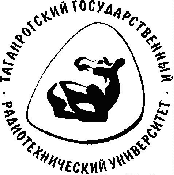 ТАГАНРОГСКИЙ ГОСУДАРСТВЕННЫЙ
РАДИОТЕХНИЧЕСКИЙ УНИВЕРСИТЕТ